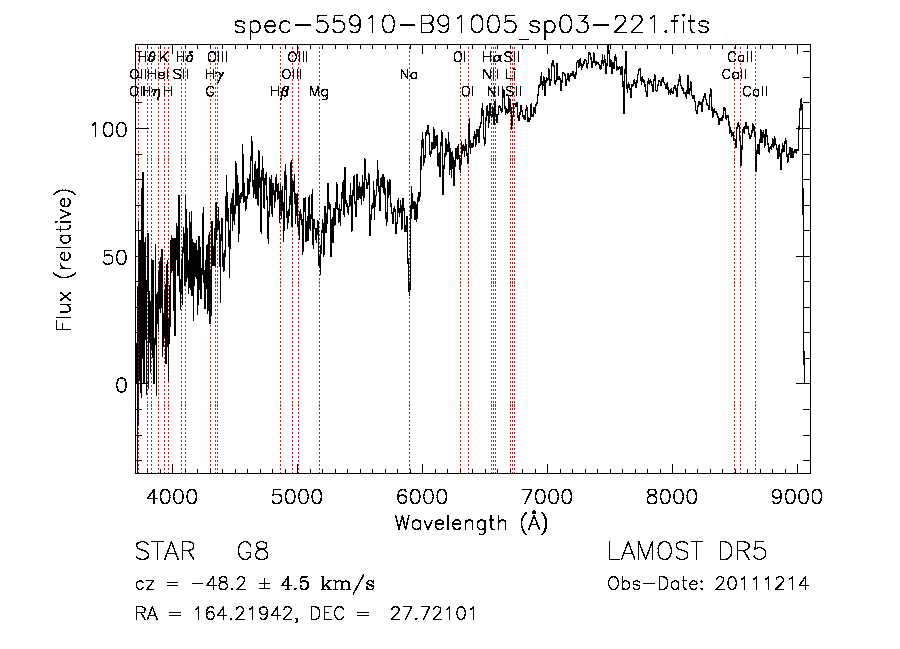 spec-55910-B91005_sp03-221.fits
Hθ K Hδ OIII OIII OI Hα SII CaII
OII HeI SII Hγ OIII Na NII Li CaII
OII Hη H G Hβ Mg OI NII SII CaII
100
50
0
Flux (relative)
4000 5000 6000 7000 8000 9000
Wavelength (Å)
STAR G8 LAMOST DR5
cz = -48.2 ± 4.5 km/s Obs-Date: 20111214
RA = 164.21942, DEC = 27.72101